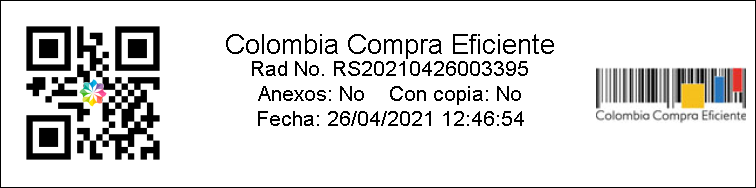 Colombia Compra Eficiente
Rad No. RS20210426003395
Anexos: No    Con copia: No
Fecha: 26/04/2021 12:46:54
Colombia Compra Eficiente